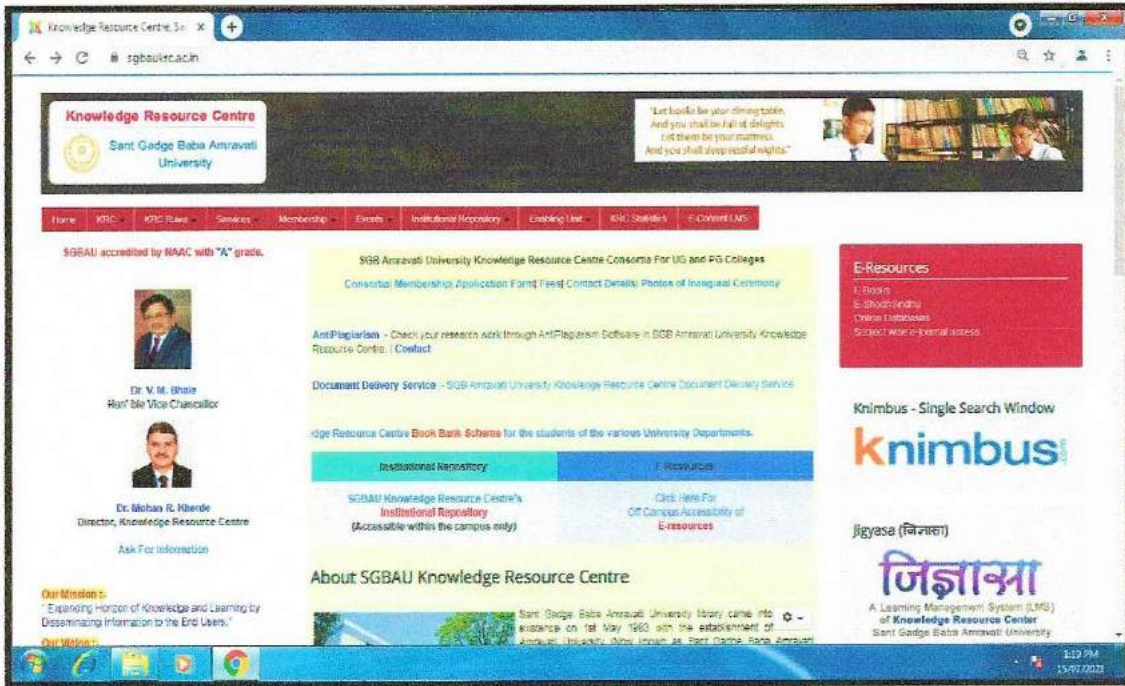 Knowledge Resource Centre, Sa
sgbaukrc.ac.in
Knowledge Resource Centre
Sant Gadge Baba Amravati
University
"Let books be your dining table,
And you shall be full of delights
Let them be your mattress
And you shall sleep restful nights."
Home KRC KRC Rules Services Membership Events Institutional Repository Enabling Unit KRC Statistics E-Content LMS
SGBAU accredited by NAAC with "A" grade.
Dr. V. M. Bhale
Hon'ble Vice Chancellor
Dr. Mohan R. Kherde
Director, Knowledge Resource Centre
Ask For Information
Our Mission :-
" Expanding Horizon of Knowledge and Learning by
Disseminating Information to the End Users."
Our Vision :-
SGB Amravati University Knowledge Resource Centre Consortia For UG and PG Colleges
Consortia| Membership| Application Form| Fees| Contact Details| Photos of Inaugural Ceremony
AntiPlagiarism - Check your research work through AntiPlagiarism Software in SGB Amravati University Knowledge
Resource Centre. | Contact
Document Delivery Service :- SGB Amravati University Knowledge Resource Centre Document Delivery Service
dge Resource Centre Book Bank Scheme for the students of the various University Departments.
Institutional Repository
E-Resources
SGBAU Knowledge Resource Centre's
Institutional Repository
(Accessible within the campus only)
Click Here For
Off Campus Accessibility of
E-resources
About SGBAU Knowledge Resource Centre
Sant Gadge Baba Amravati University library came into
existence on 1st May 1983 with the establishment of
Amravati University (Now known as Sant Gadge Baba Amravati
E-Resources
E-Books
E-ShodhSindhu
Online Databases
Subject wise e-journal access
Knimbus - Single Search Window
knimbus.com
Jigyasa (जिज्ञासा)
जिज्ञासा
A Learning Management System (LMS)
of Knowledge Resource Center
Sant Gadge Baba Amravati University
1:19 PM